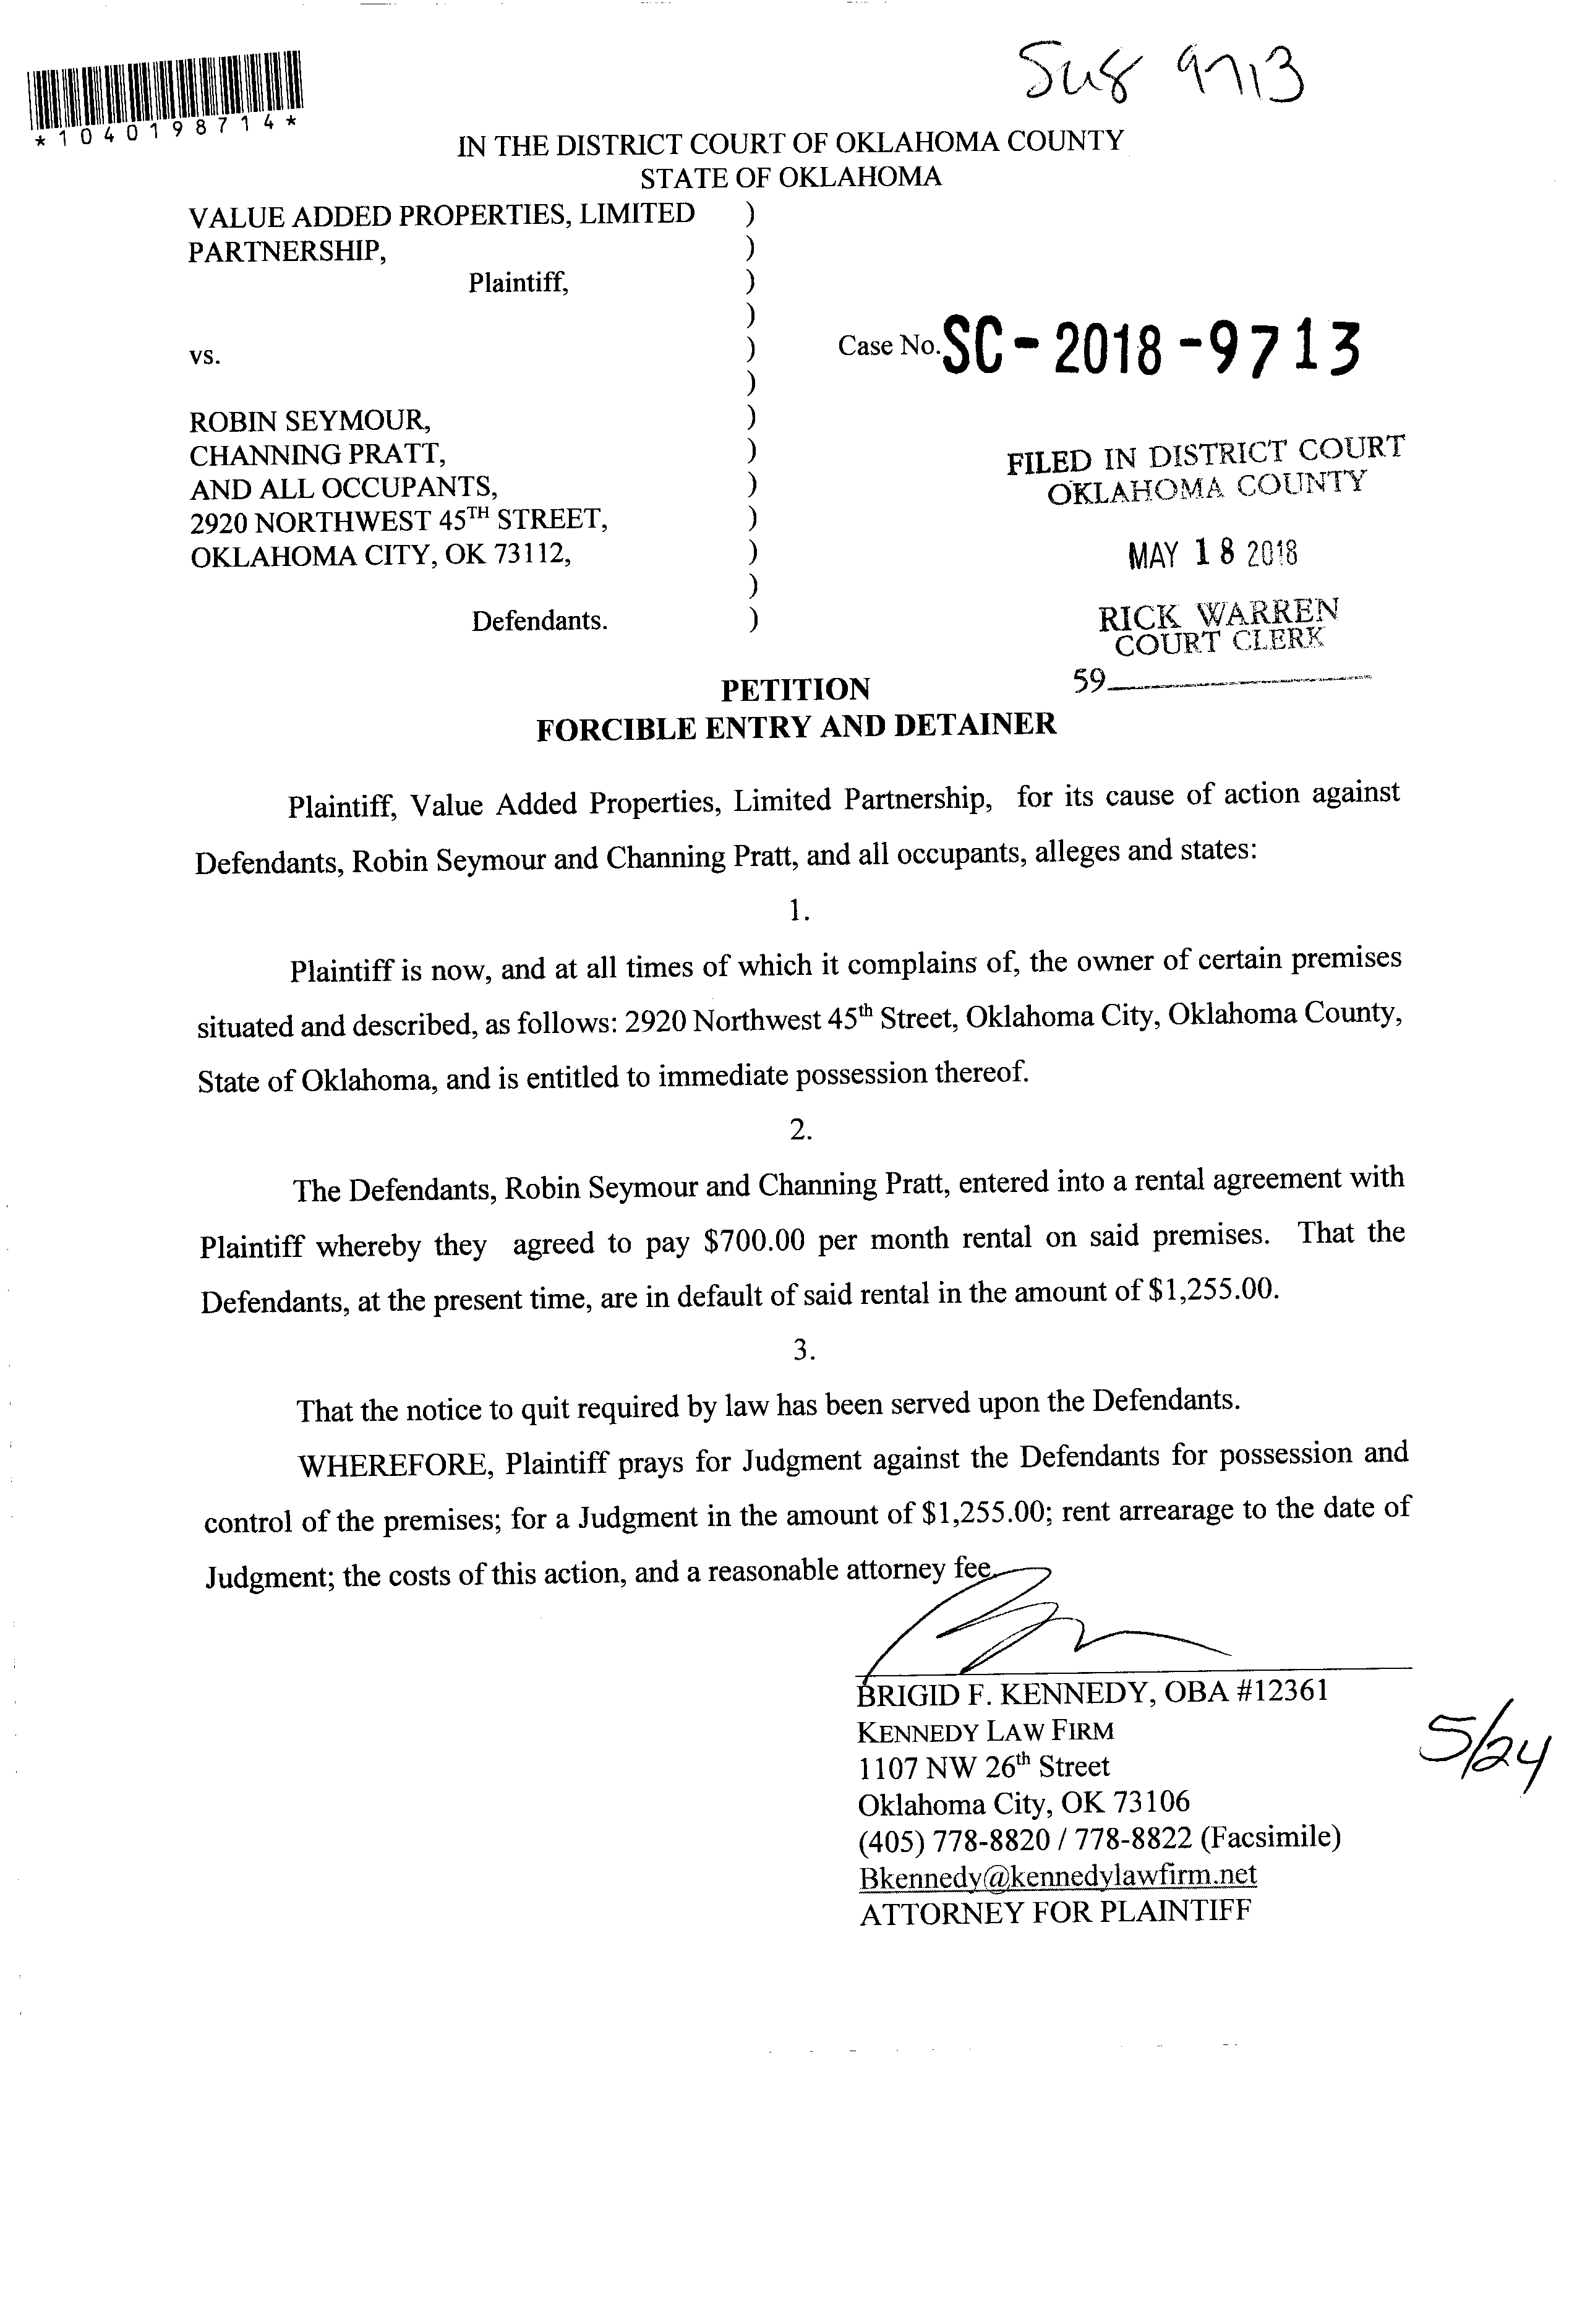 Sug 9713
*1040198714*
IN THE DISTRICT COURT OF OKLAHOMA COUNTY
STATE OF OKLAHOMA
VALUE ADDED PROPERTIES, LIMITED )
PARTNERSHIP, )
Plaintiff, )
)
vs. )
Case No. SC-2018-9713
)
ROBIN SEYMOUR, )
CHANNING PRATT, )
AND ALL OCCUPANTS, )
2920 NORTHWEST 45TH STREET, )
OKLAHOMA CITY, OK 73112, )
)
Defendants. )
FILED IN DISTRICT COURT
OKLAHOMA COUNTY
MAY 18 2018
RICK WARREN
COURT CLERK
59
PETITION
FORCIBLE ENTRY AND DETAINER
Plaintiff, Value Added Properties, Limited Partnership, for its cause of action against
Defendants, Robin Seymour and Channing Pratt, and all occupants, alleges and states:
1.
Plaintiff is now, and at all times of which it complains of, the owner of certain premises
situated and described, as follows: 2920 Northwest 45th Street, Oklahoma City, Oklahoma County,
State of Oklahoma, and is entitled to immediate possession thereof.
2.
The Defendants, Robin Seymour and Channing Pratt, entered into a rental agreement with
Plaintiff whereby they agreed to pay $700.00 per month rental on said premises. That the
Defendants, at the present time, are in default of said rental in the amount of $1,255.00.
3.
That the notice to quit required by law has been served upon the Defendants.
WHEREFORE, Plaintiff prays for Judgment against the Defendants for possession and
control of the premises; for a Judgment in the amount of $1,255.00; rent arrearage to the date of
Judgment; the costs of this action, and a reasonable attorney fee.
BRIGID F. KENNEDY, OBA #12361
KENNEDY LAW FIRM
1107 NW 26th Street
Oklahoma City, OK 73106
(405) 778-8820 / 778-8822 (Facsimile)
Bkennedy@kennedylawfirm.net
ATTORNEY FOR PLAINTIFF
5/24